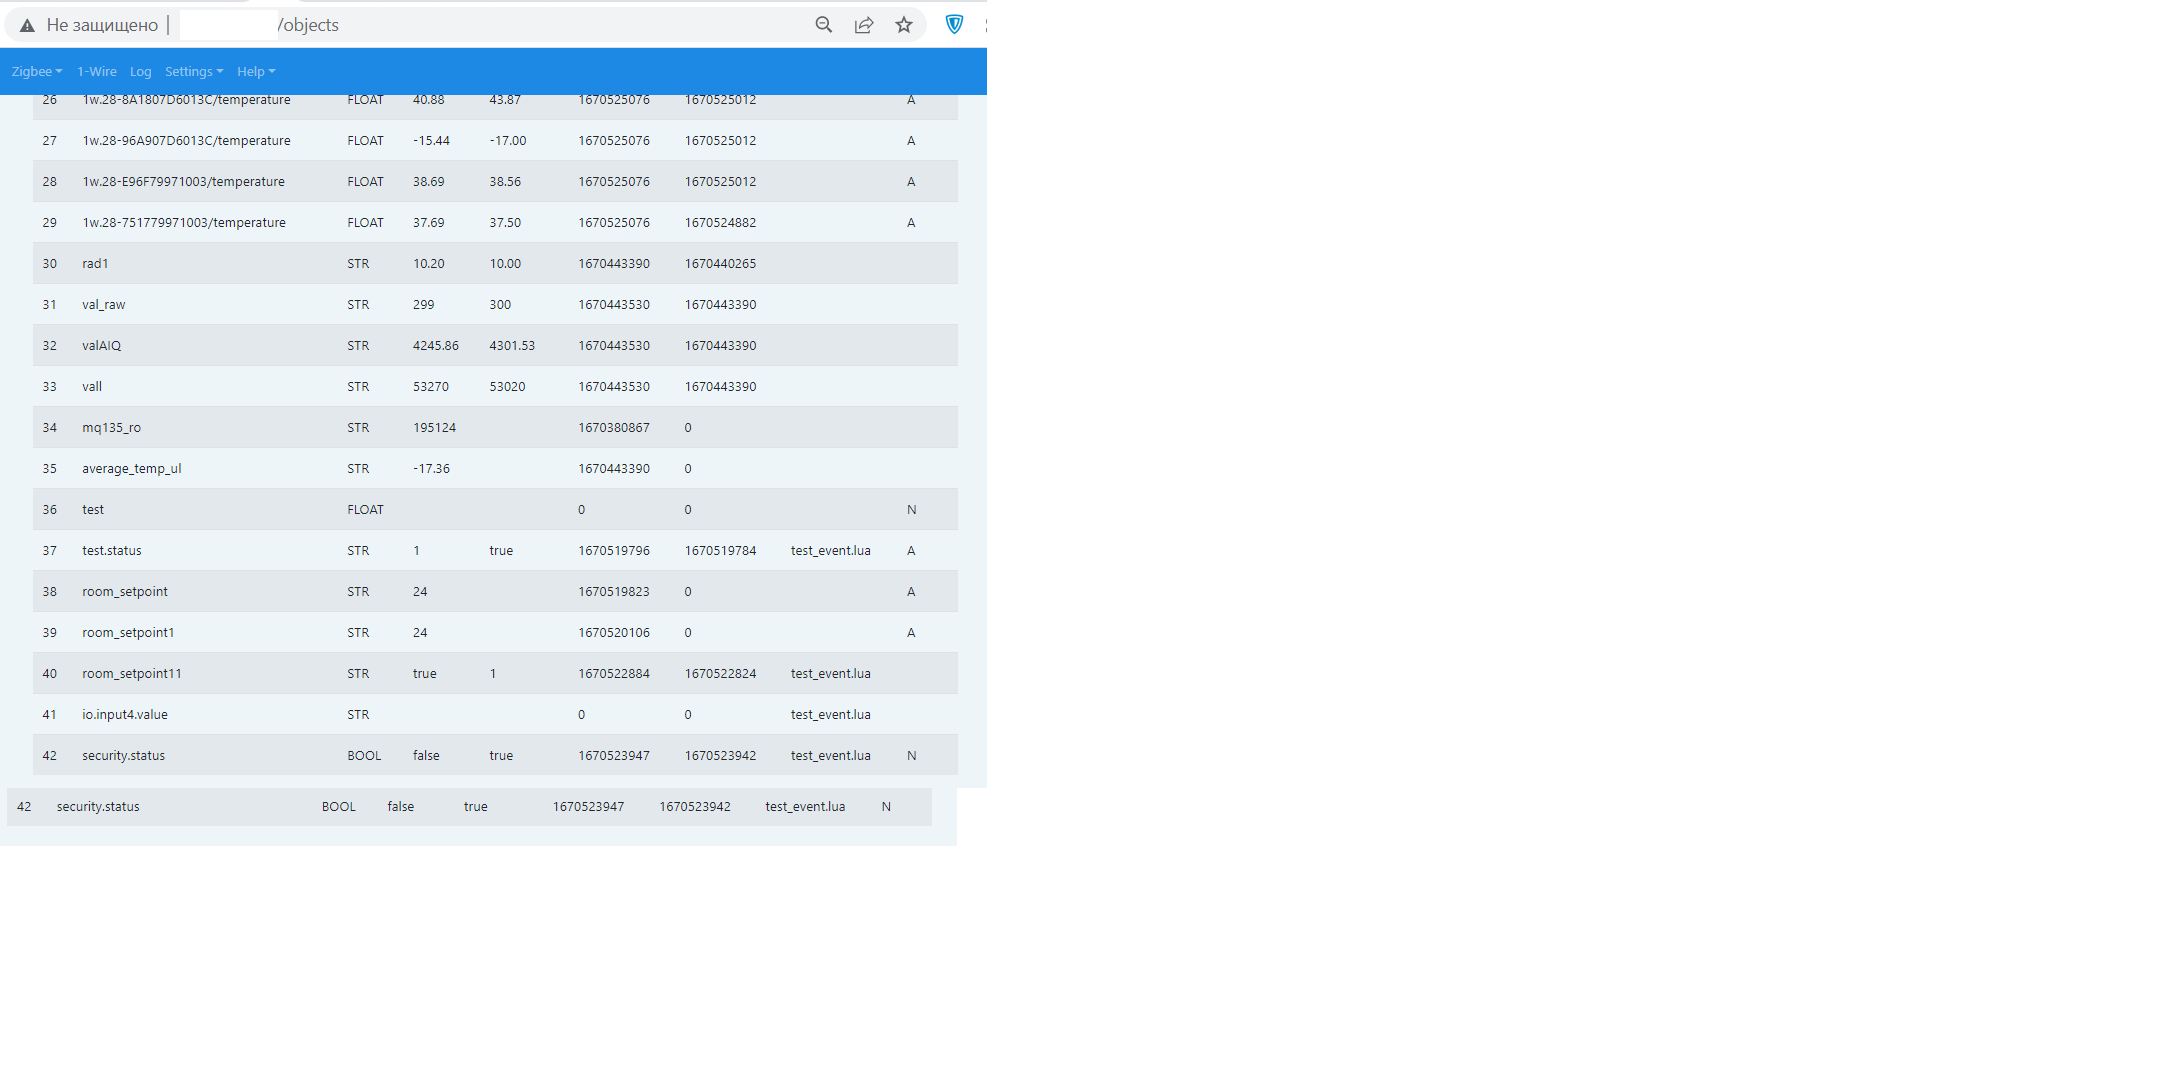 Не защищено | /objects
Zigbee 1-Wire Log Settings Help
26 1w.28-8A1807D6013C/temperature FLOAT 40.88 43.87 1670525076 1670525012 A
27 1w.28-96A907D6013C/temperature FLOAT -15.44 -17.00 1670525076 1670525012 A
28 1w.28-E96F79971003/temperature FLOAT 38.69 38.56 1670525076 1670525012 A
29 1w.28-751779971003/temperature FLOAT 37.69 37.50 1670525076 1670524882 A
30 rad1 STR 10.20 10.00 1670443390 1670440265
31 val_raw STR 299 300 1670443530 1670443390
32 valAIQ STR 4245.86 4301.53 1670443530 1670443390
33 vall STR 53270 53020 1670443530 1670443390
34 mq135_ro STR 195124 1670380867 0
35 average_temp_ul STR -17.36 1670443390 0
36 test FLOAT 0 0 N
37 test.status STR 1 true 1670519796 1670519784 test_event.lua A
38 room_setpoint STR 24 1670519823 0 A
39 room_setpoint1 STR 24 1670520106 0 A
40 room_setpoint11 STR true 1 1670522884 1670522824 test_event.lua
41 io.input4.value STR 0 0 test_event.lua
42 security.status BOOL false true 1670523947 1670523942 test_event.lua N
42 security.status BOOL false true 1670523947 1670523942 test_event.lua N